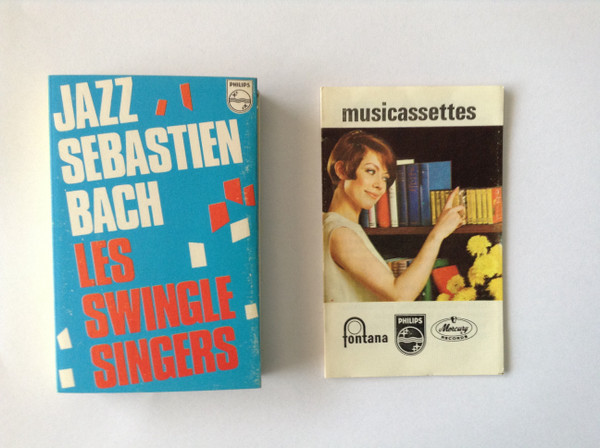 JAZZ
SEBASTIEN
BACH
LES
SWINGLE
SINGERS
PHILIPS
musicassettes
fontana
PHILIPS
Mercury
RECORDS